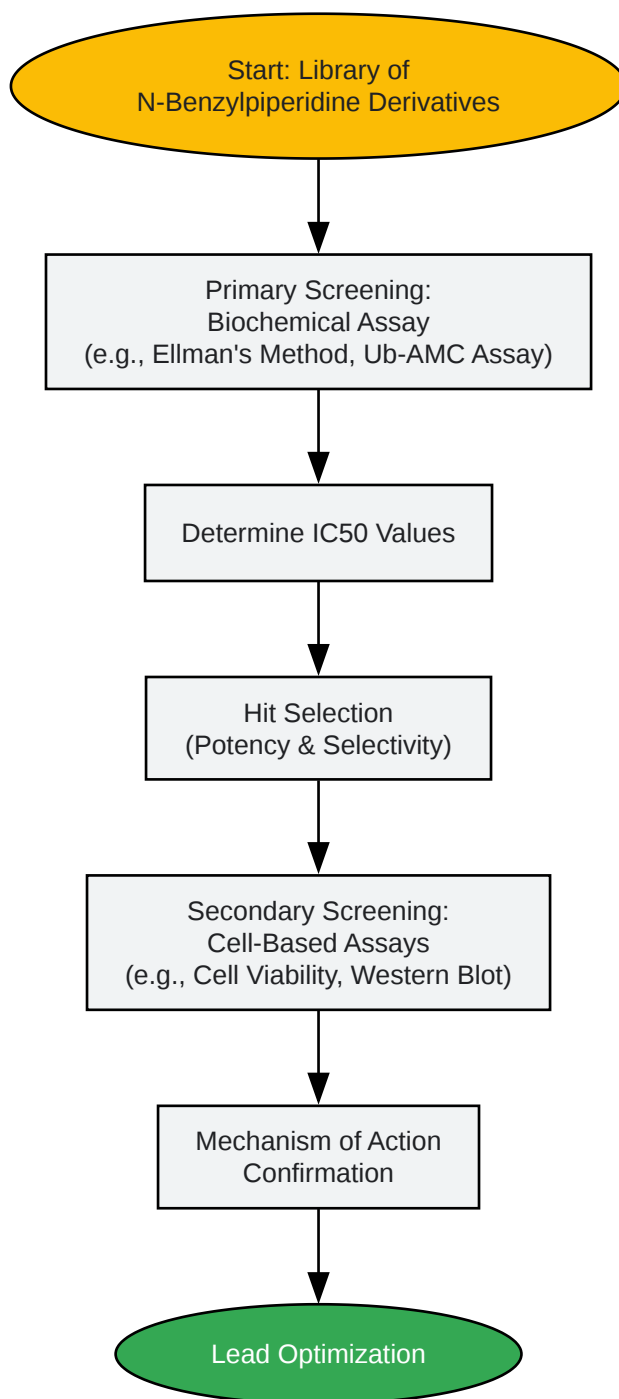 Start: Library of
N-Benzylpiperidine Derivatives
Primary Screening:
Biochemical Assay
(e.g., Ellman's Method, Ub-AMC Assay)
Determine IC50 Values
Hit Selection
(Potency & Selectivity)
Secondary Screening:
Cell-Based Assays
(e.g., Cell Viability, Western Blot)
Mechanism of Action
Confirmation
Lead Optimization